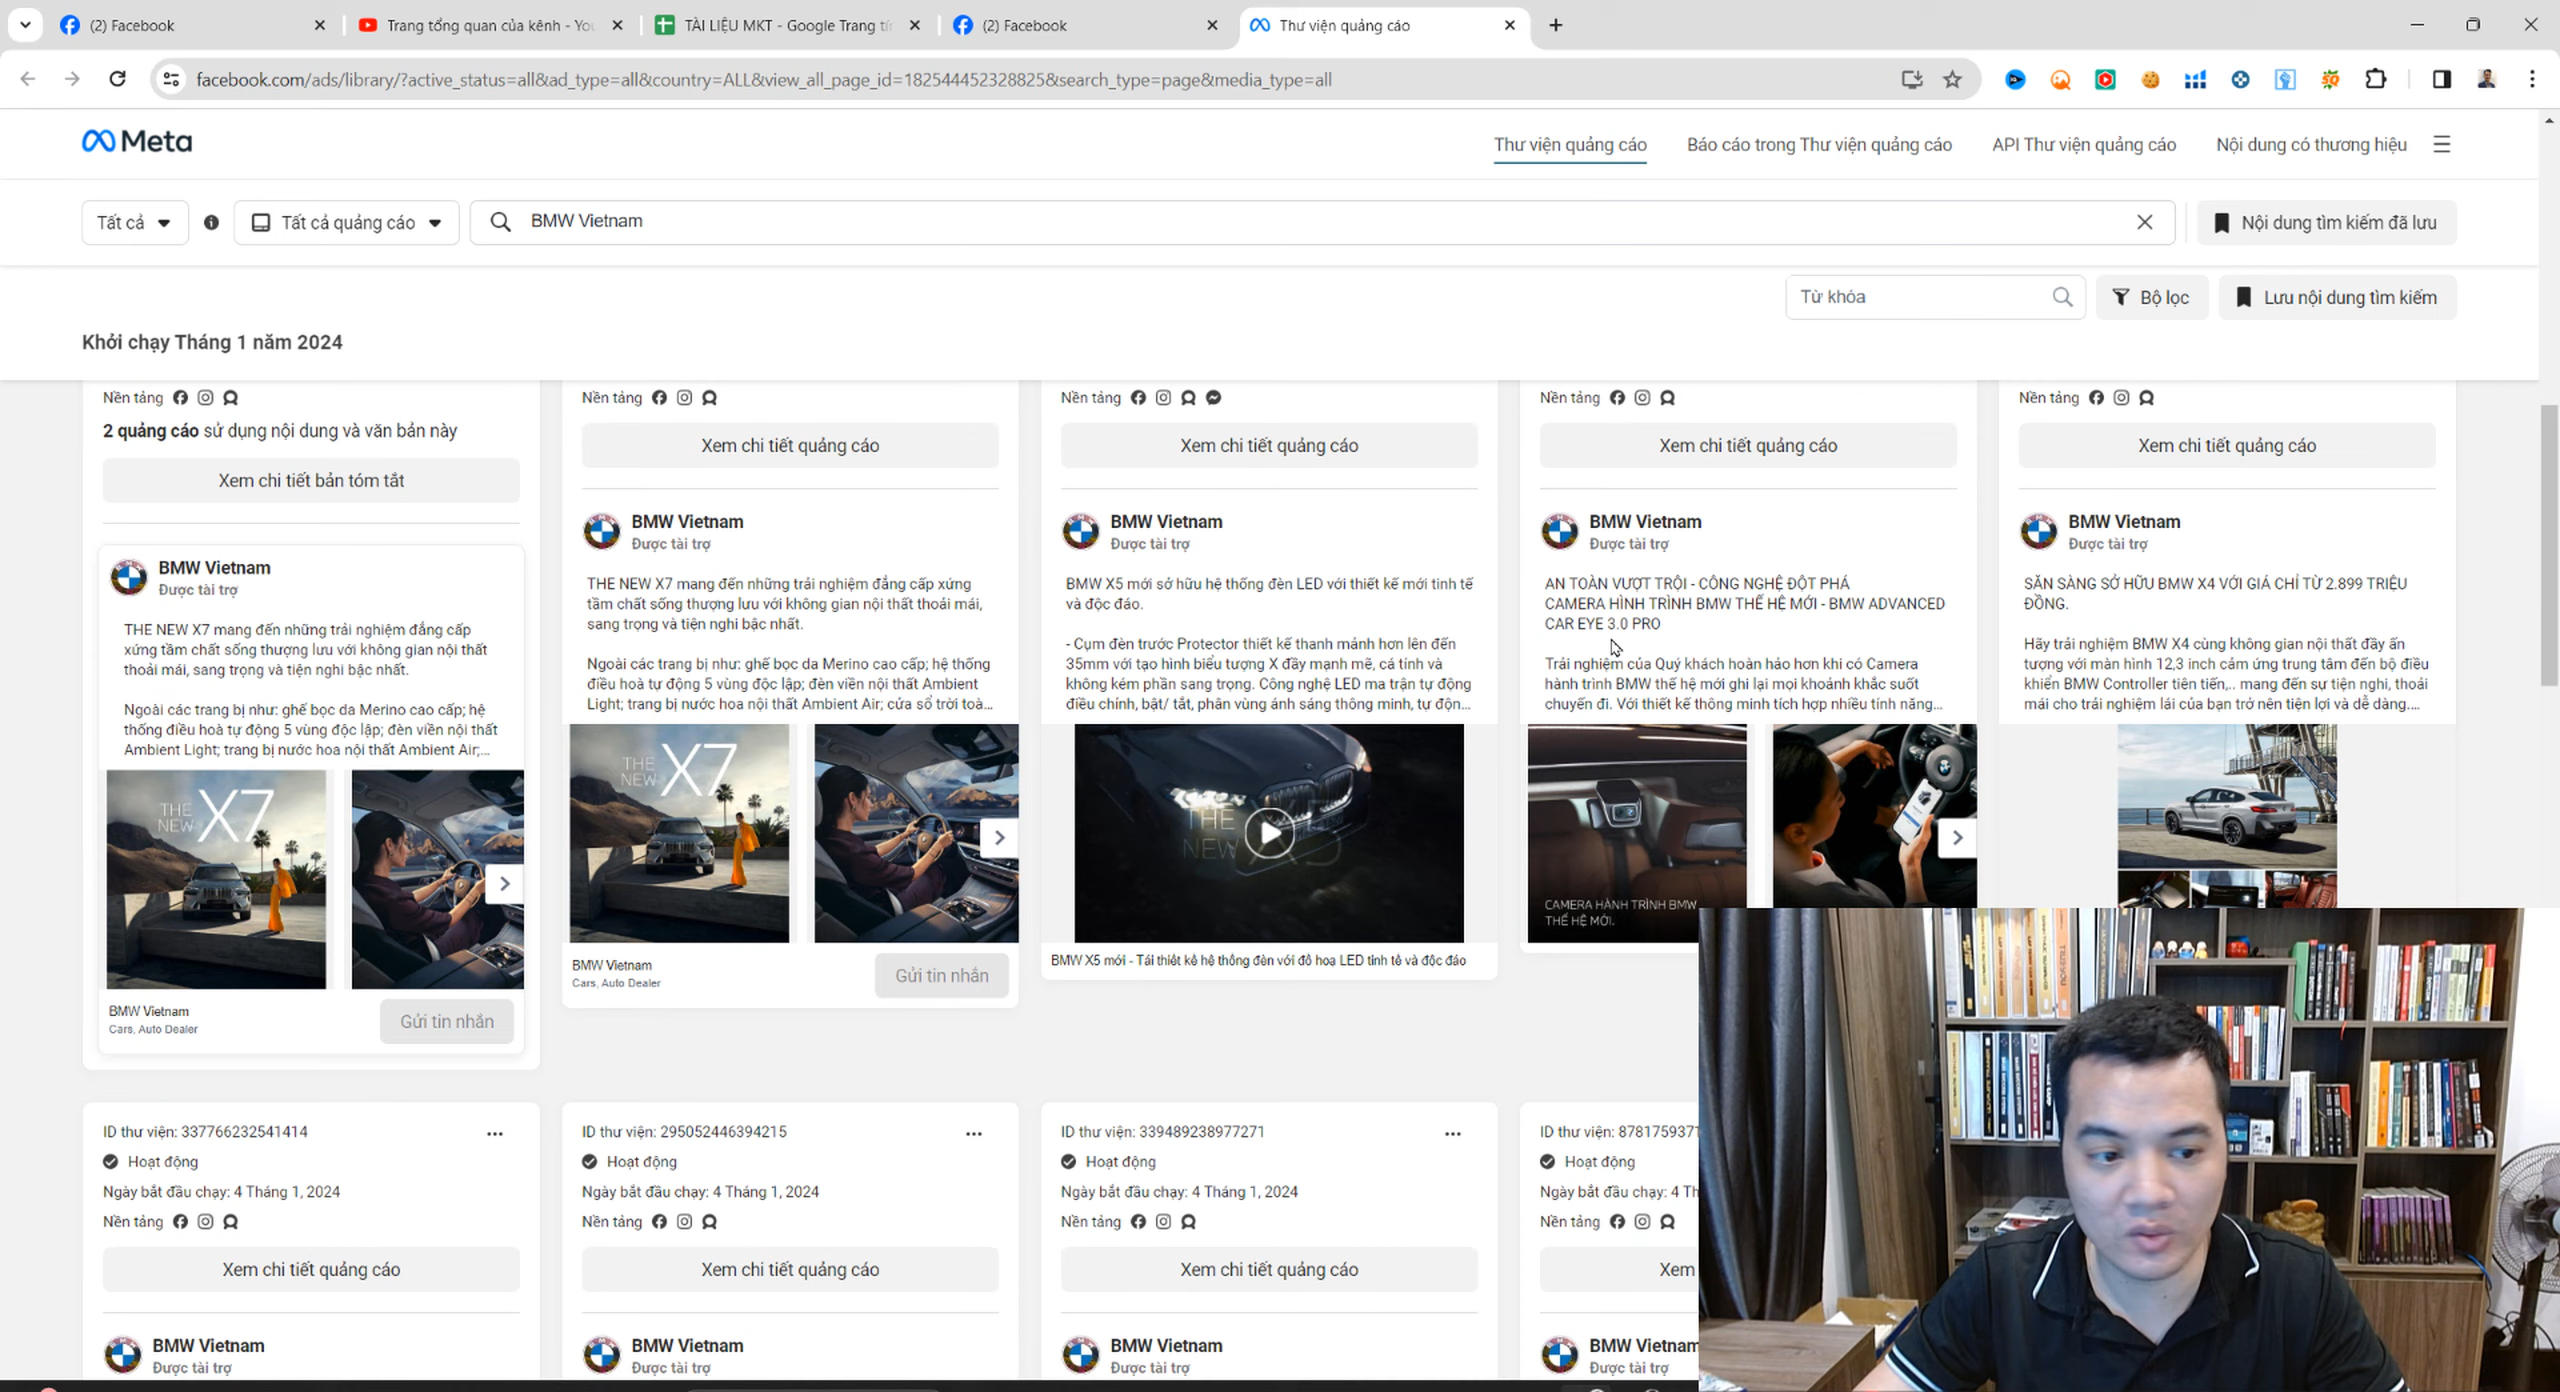 (2) Facebook
Trang tổng quan của kênh - You
TÀI LIỆU MKT - Google Trang tín
(2) Facebook
Thư viện quảng cáo
facebook.com/ads/library/?active_status=all&ad_type=all&country=ALL&view_all_page_id=182544452328825&search_type=page&media_type=all
Meta
Thư viện quảng cáo
Báo cáo trong Thư viện quảng cáo
API Thư viện quảng cáo
Nội dung có thương hiệu
Tất cả
Tất cả quảng cáo
BMW Vietnam
Nội dung tìm kiếm đã lưu
Từ khóa
Bộ lọc
Lưu nội dung tìm kiếm
Khởi chạy Tháng 1 năm 2024
Nền tảng
2 quảng cáo sử dụng nội dung và văn bản này
Xem chi tiết bản tóm tắt
BMW Vietnam
Được tài trợ
THE NEW X7 mang đến những trải nghiệm đẳng cấp
xứng tầm chất sống thượng lưu với không gian nội thất
thoải mái, sang trọng và tiện nghi bậc nhất.
Ngoài các trang bị như: ghế bọc da Merino cao cấp; hệ
thống điều hoà tự động 5 vùng độc lập; đèn viền nội thất
Ambient Light; trang bị nước hoa nội thất Ambient Air;...
THE
NEW X7
BMW Vietnam
Cars, Auto Dealer
Gửi tin nhắn
Nền tảng
Xem chi tiết quảng cáo
BMW Vietnam
Được tài trợ
THE NEW X7 mang đến những trải nghiệm đẳng cấp xứng
tầm chất sống thượng lưu với không gian nội thất thoải mái,
sang trọng và tiện nghi bậc nhất.
Ngoài các trang bị như: ghế bọc da Merino cao cấp; hệ thống
điều hoà tự động 5 vùng độc lập; đèn viền nội thất Ambient
Light; trang bị nước hoa nội thất Ambient Air; cửa sổ trời toà...
THE
NEW X7
BMW Vietnam
Cars, Auto Dealer
Gửi tin nhắn
Nền tảng
Xem chi tiết quảng cáo
BMW Vietnam
Được tài trợ
BMW X5 mới sở hữu hệ thống đèn LED với thiết kế mới tinh tế
và độc đáo.
- Cụm đèn trước Protector thiết kế thanh mảnh hơn lên đến
35mm với tạo hình biểu tượng X đầy mạnh mẽ, cá tính và
không kém phần sang trọng. Công nghệ LED ma trận tự động
điều chỉnh, bật/ tắt, phân vùng ánh sáng thông minh, tự độn...
THE
NEW X5
BMW X5 mới - Tái thiết kế hệ thống đèn với đồ hoạ LED tinh tế và độc đáo
Nền tảng
Xem chi tiết quảng cáo
BMW Vietnam
Được tài trợ
AN TOÀN VƯỢT TRỘI - CÔNG NGHỆ ĐỘT PHÁ
CAMERA HÌNH TRÌNH BMW THẾ HỆ MỚI - BMW ADVANCED
CAR EYE 3.0 PRO
Trải nghiệm của Quý khách hoàn hảo hơn khi có Camera
hành trình BMW thế hệ mới ghi lại mọi khoảnh khắc suốt
chuyến đi. Với thiết kế thông minh tích hợp nhiều tính năng...
CAMERA HÀNH TRÌNH BMW
THẾ HỆ MỚI.
Nền tảng
Xem chi tiết quảng cáo
BMW Vietnam
Được tài trợ
SẴN SÀNG SỞ HỮU BMW X4 VỚI GIÁ CHỈ TỪ 2.899 TRIỆU
ĐỒNG.
Hãy trải nghiệm BMW X4 cùng không gian nội thất đầy ấn
tượng với màn hình 12,3 inch cảm ứng trung tâm đến bộ điều
khiển BMW Controller tiên tiến,.. mang đến sự tiện nghi, thoải
mái cho trải nghiệm lái của bạn trở nên tiện lợi và dễ dàng....
ID thư viện: 337766232541414
Hoạt động
Ngày bắt đầu chạy: 4 Tháng 1, 2024
Nền tảng
Xem chi tiết quảng cáo
BMW Vietnam
Được tài trợ
ID thư viện: 295052446394215
Hoạt động
Ngày bắt đầu chạy: 4 Tháng 1, 2024
Nền tảng
Xem chi tiết quảng cáo
BMW Vietnam
Được tài trợ
ID thư viện: 339489238977271
Hoạt động
Ngày bắt đầu chạy: 4 Tháng 1, 2024
Nền tảng
Xem chi tiết quảng cáo
BMW Vietnam
Được tài trợ
ID thư viện: 8781759371
Hoạt động
Ngày bắt đầu chạy: 4 Th
Nền tảng
Xem
BMW Vietnam
Được tài trợ